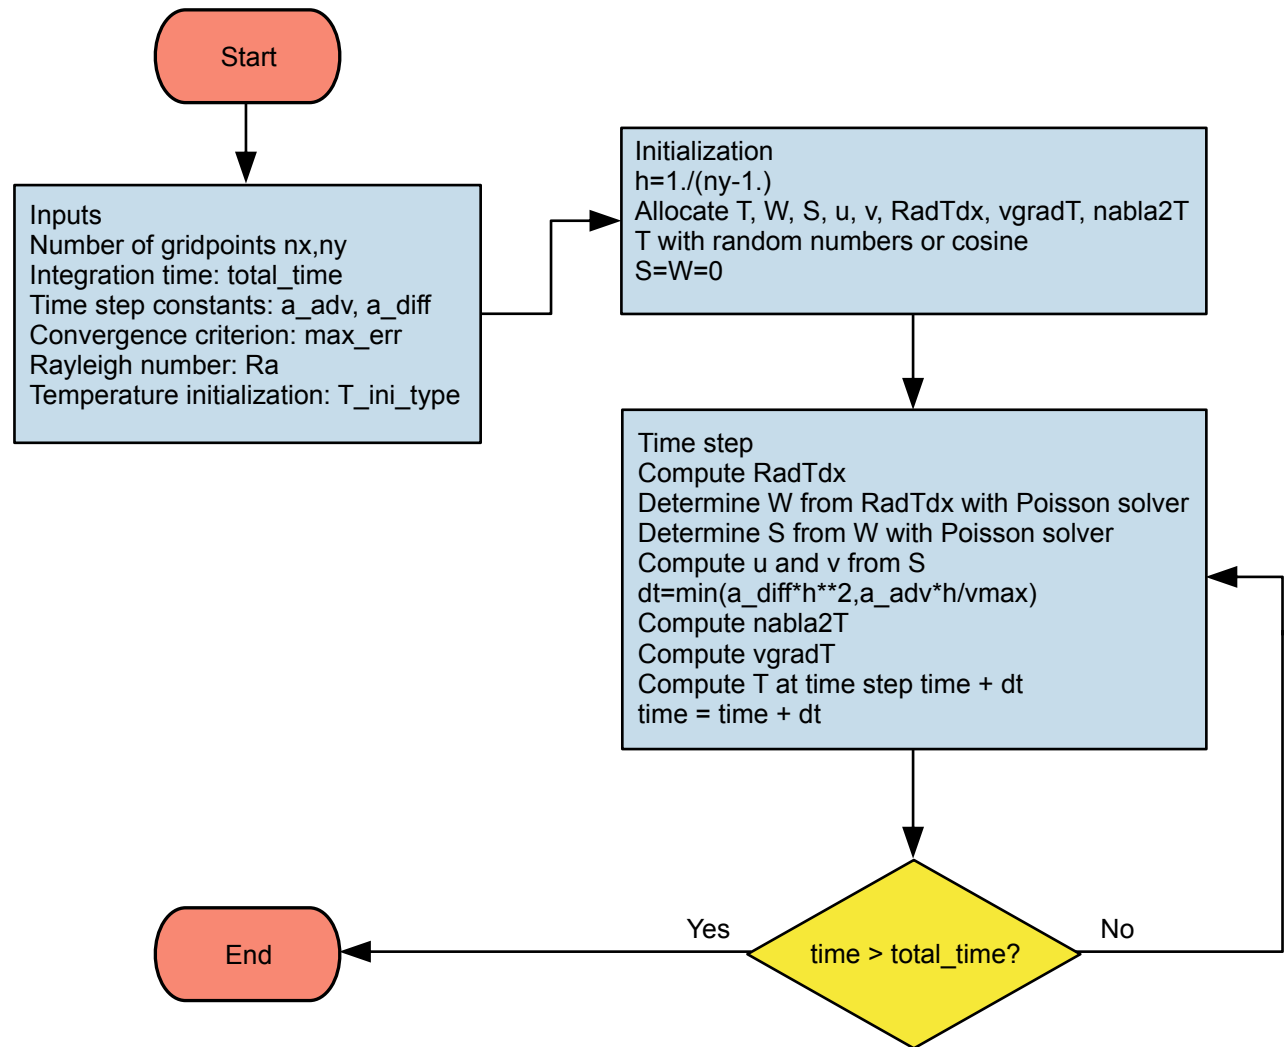 Start
Inputs
Number of gridpoints nx,ny
Integration time: total_time
Time step constants: a_adv, a_diff
Convergence criterion: max_err
Rayleigh number: Ra
Temperature initialization: T_ini_type
Initialization
h=1./(ny-1.)
Allocate T, W, S, u, v, RadTdx, vgradT, nabla2T
T with random numbers or cosine
S=W=0
Time step
Compute RadTdx
Determine W from RadTdx with Poisson solver
Determine S from W with Poisson solver
Compute u and v from S
dt=min(a_diff*h**2,a_adv*h/vmax)
Compute nabla2T
Compute vgradT
Compute T at time step time + dt
time = time + dt
time > total_time?
Yes
No
End